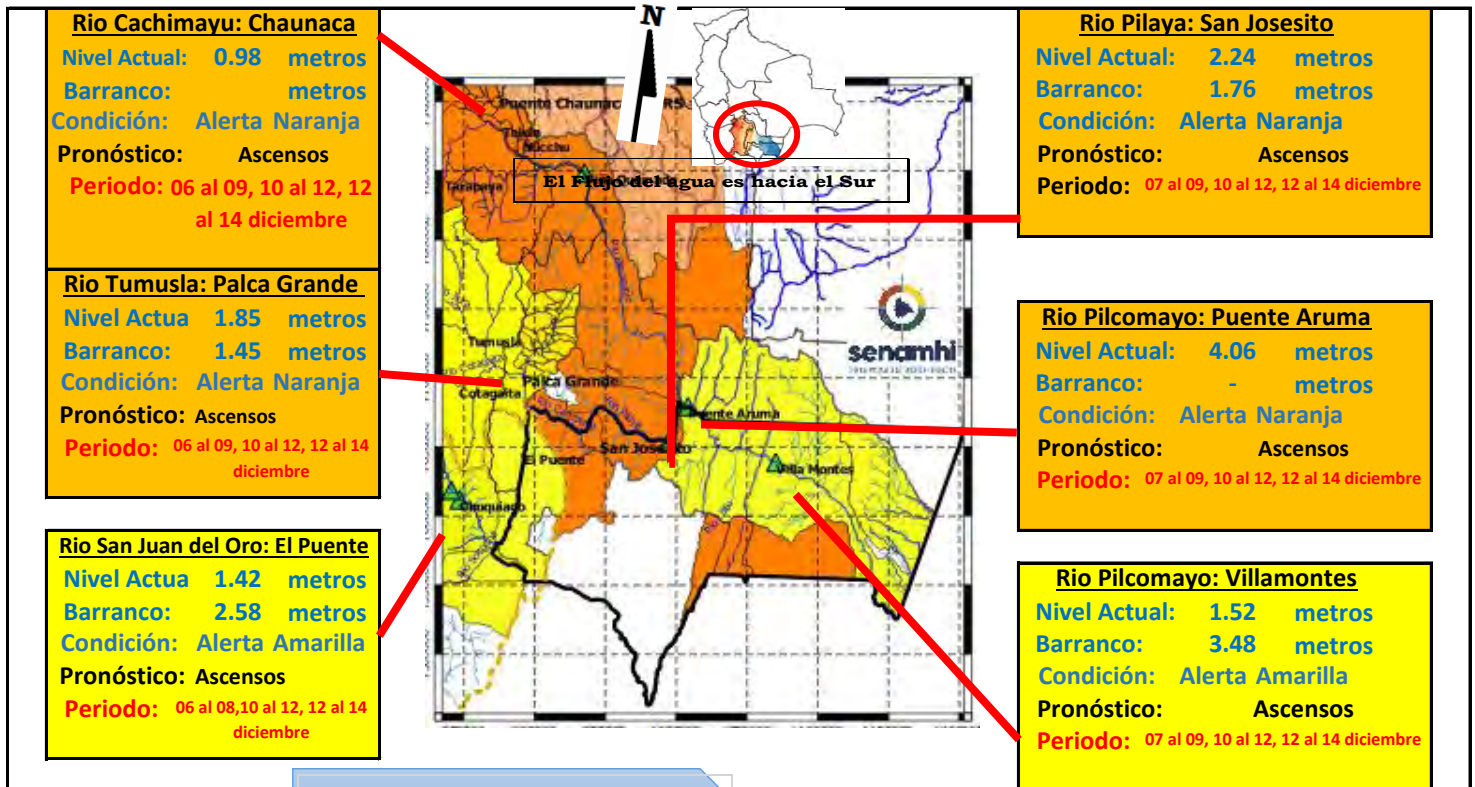 Rio Cachimayu: Chaunaca
Nivel Actual: 0.98 metros
Barranco: metros
Condición: Alerta Naranja
Pronóstico: Ascensos
Periodo: 06 al 09, 10 al 12, 12
al 14 diciembre
Rio Tumusla: Palca Grande
Nivel Actua 1.85 metros
Barranco: 1.45 metros
Condición: Alerta Naranja
Pronóstico: Ascensos
Periodo: 06 al 09, 10 al 12, 12 al 14
diciembre
Rio San Juan del Oro: El Puente
Nivel Actua 1.42 metros
Barranco: 2.58 metros
Condición: Alerta Amarilla
Pronóstico: Ascensos
Periodo: 06 al 08,10 al 12, 12 al 14
diciembre
N
Puente Chaunac
Tarabaya
El Flujo del agua es hacia el Sur
senamhi
Tumusla
Palca Grande
Cotagaita
Puente Aruma
San Josesito
El Puente
Villa Montes
Chuquiago
Rio Pilaya: San Josesito
Nivel Actual: 2.24 metros
Barranco: 1.76 metros
Condición: Alerta Naranja
Pronóstico: Ascensos
Periodo: 07 al 09, 10 al 12, 12 al 14 diciembre
Rio Pilcomayo: Puente Aruma
Nivel Actual: 4.06 metros
Barranco: - metros
Condición: Alerta Naranja
Pronóstico: Ascensos
Periodo: 07 al 09, 10 al 12, 12 al 14 diciembre
Rio Pilcomayo: Villamontes
Nivel Actual: 1.52 metros
Barranco: 3.48 metros
Condición: Alerta Amarilla
Pronóstico: Ascensos
Periodo: 07 al 09, 10 al 12, 12 al 14 diciembre